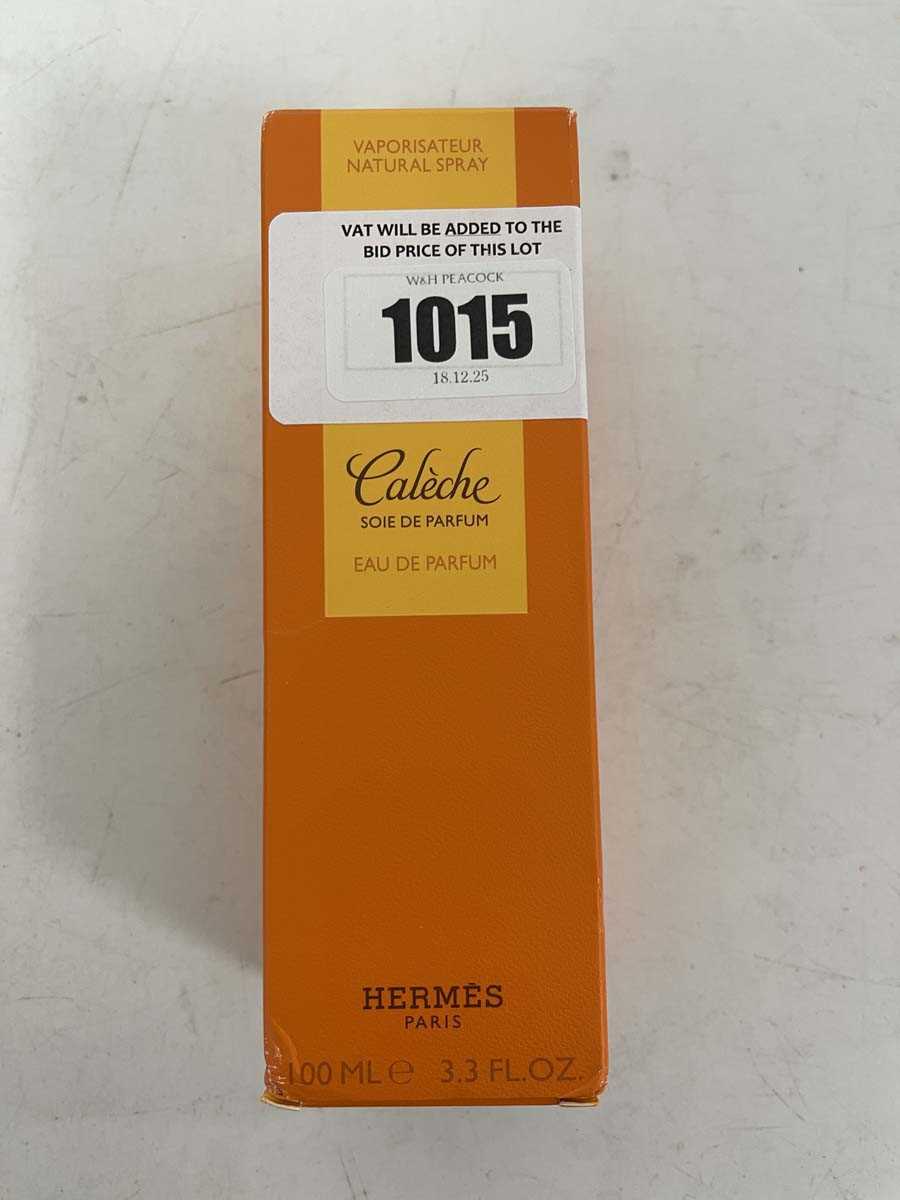 VAPORISATEUR
NATURAL SPRAY
VAT WILL BE ADDED TO THE
BID PRICE OF THIS LOT
W&H PEACOCK
1015
18.12.25
Calèche
SOIE DE PARFUM
EAU DE PARFUM
HERMÈS
PARIS
100 ML ℮ 3.3 FL.OZ.